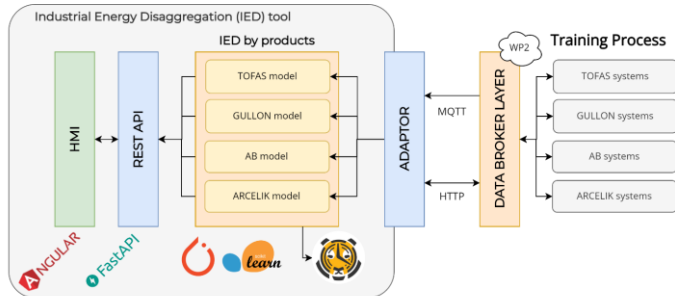 Industrial Energy Disaggregation (IED) tool
IED by products
WP2
Training Process
HMI
REST API
TOFAS model
GULLON model
AB model
ARCELIK model
ADAPTOR
MQTT
HTTP
DATA BROKER LAYER
TOFAS systems
GULLON systems
AB systems
ARCELIK systems
ANGULAR
FastAPI
learn